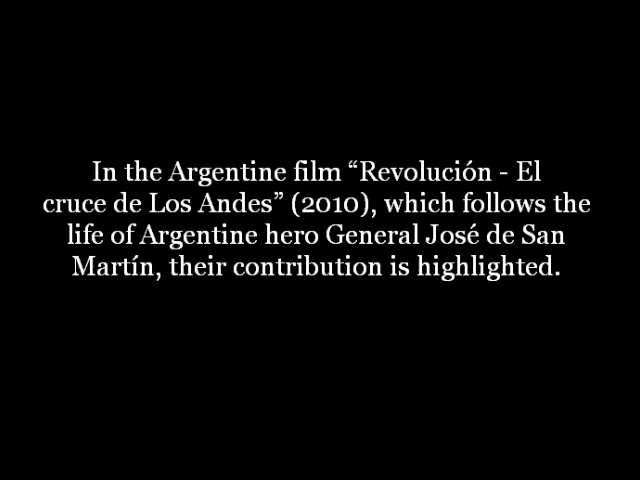 In the Argentine film “Revolución - El
cruce de Los Andes” (2010), which follows the
life of Argentine hero General José de San
Martín, their contribution is highlighted.